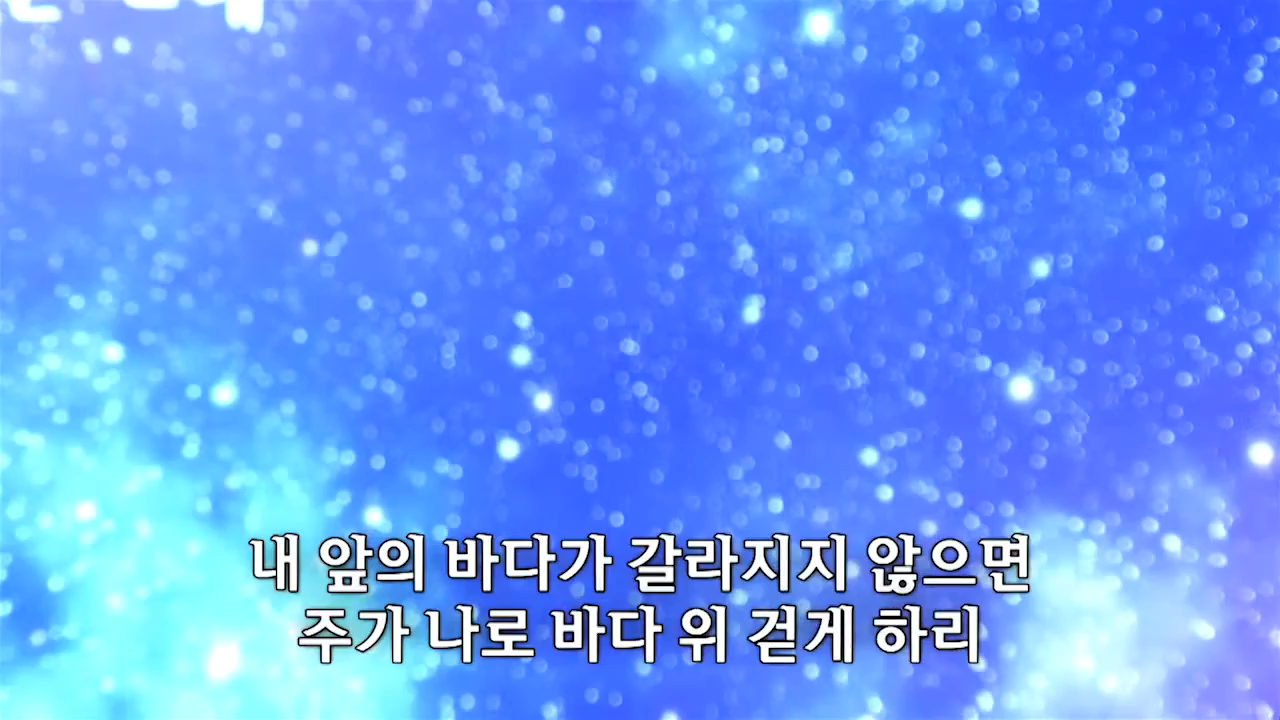 내 앞의 바다가 갈라지지 않으면
주가 나로 바다 위 걷게 하리